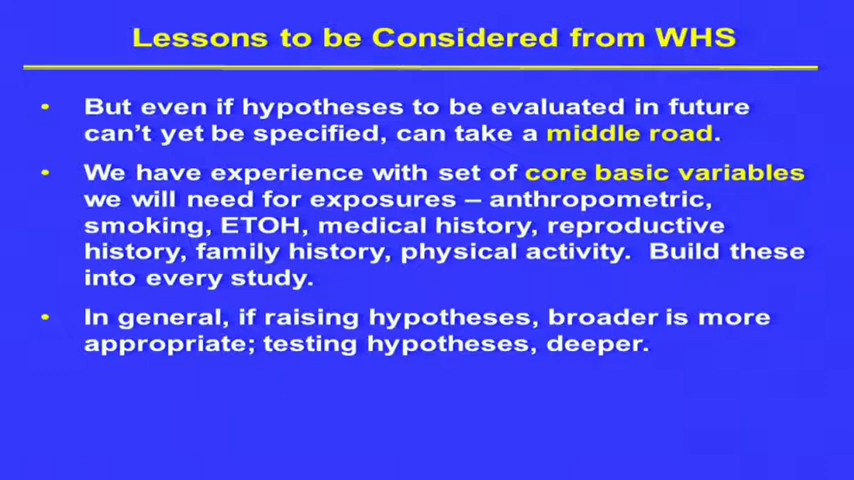 Lessons to be Considered from WHS
• But even if hypotheses to be evaluated in future
can't yet be specified, can take a middle road.
• We have experience with set of core basic variables
we will need for exposures – anthropometric,
smoking, ETOH, medical history, reproductive
history, family history, physical activity.  Build these
into every study.
• In general, if raising hypotheses, broader is more
appropriate; testing hypotheses, deeper.